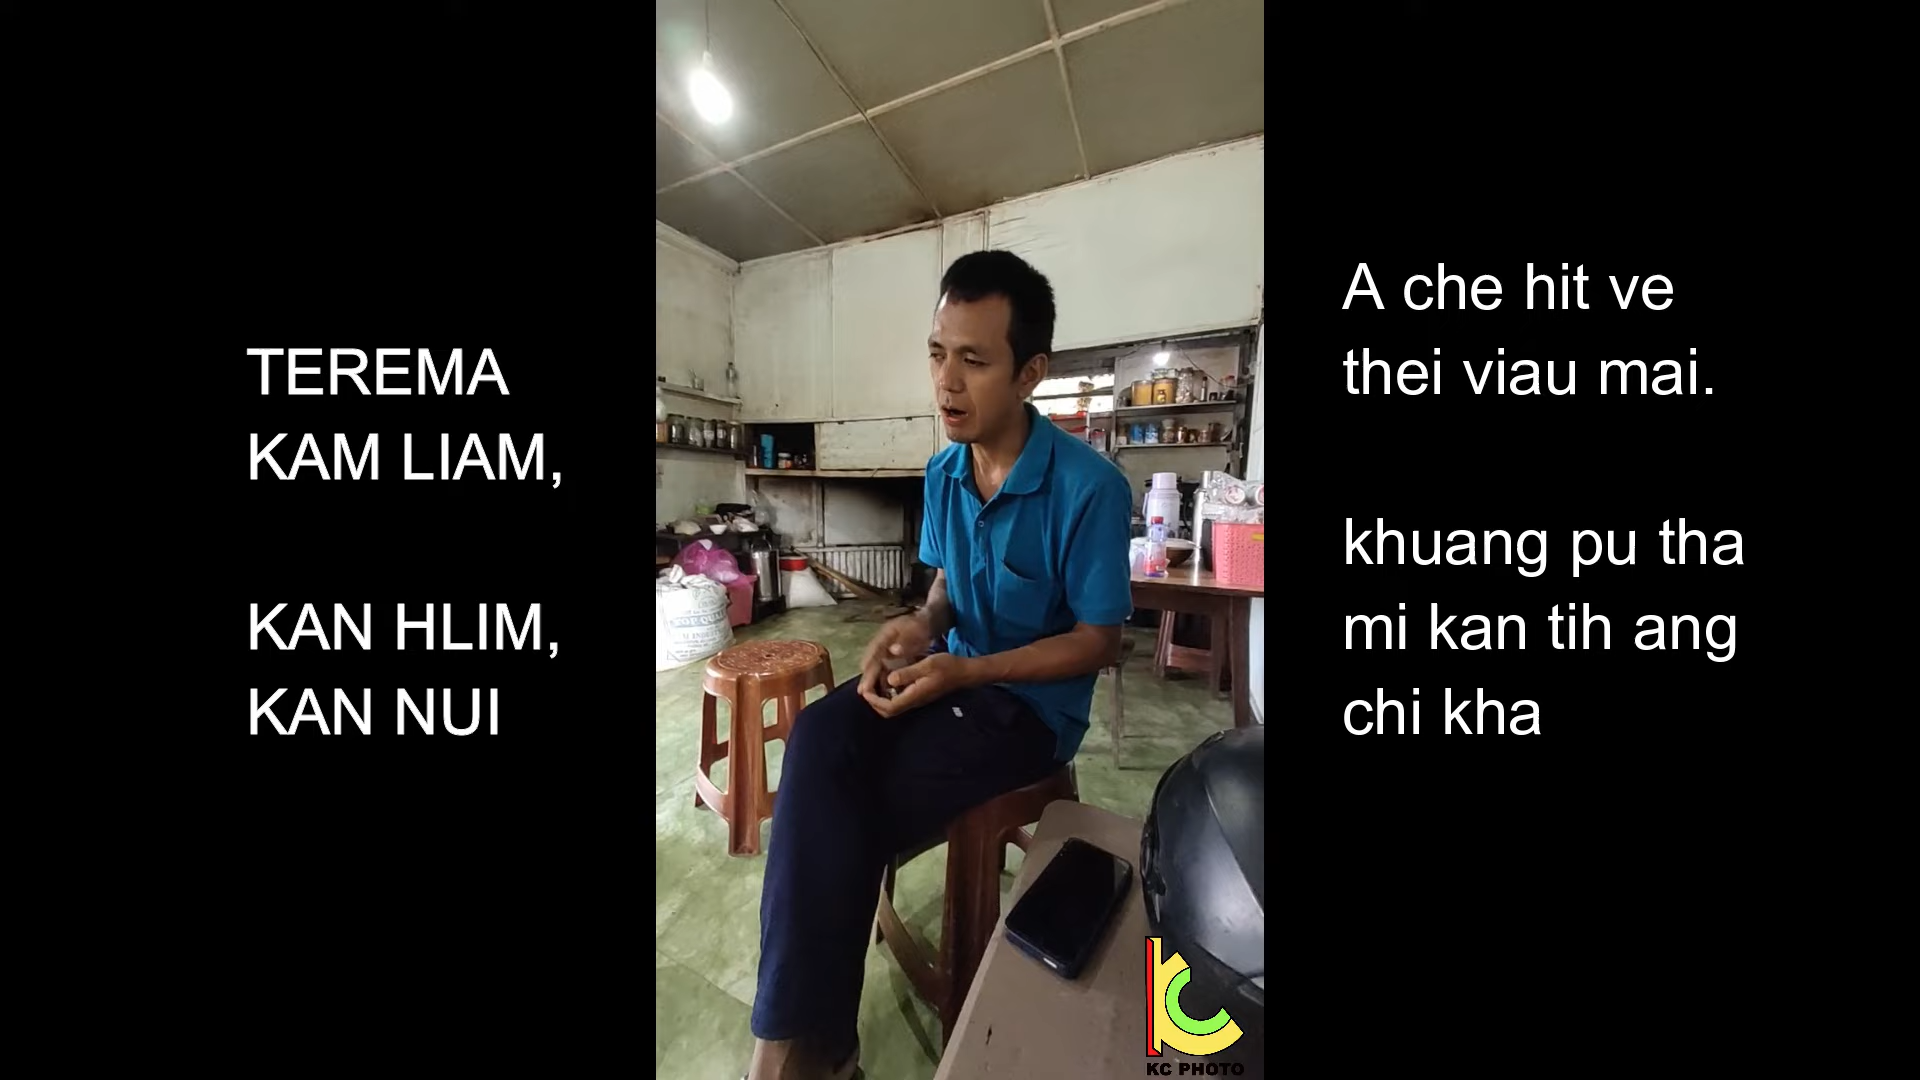 TEREMA
KAM LIAM,
KAN HLIM,
KAN NUI
A che hit ve
thei viau mai.
khuang pu tha
mi kan tih ang
chi kha
KC PHOTO